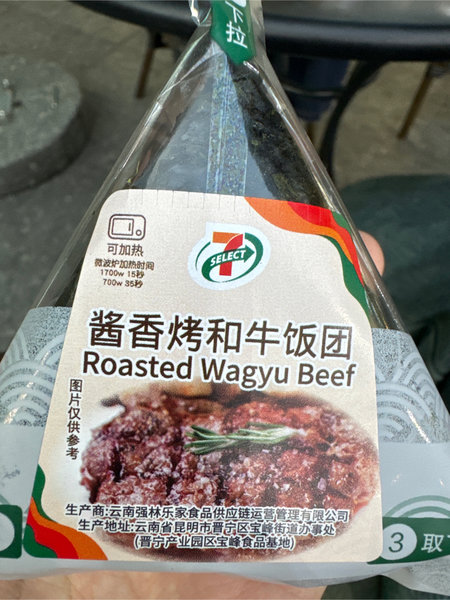 下拉
可加热
微波炉加热时间
1700w 15秒
700w 35秒
7
SELECT
酱香烤和牛饭团
Roasted Wagyu Beef
图片仅供参考
生产商:云南强林乐家食品供应链运营管理有限公司
生产地址:云南省昆明市晋宁区宝峰街道办事处
(晋宁产业园区宝峰食品基地)
3 取下